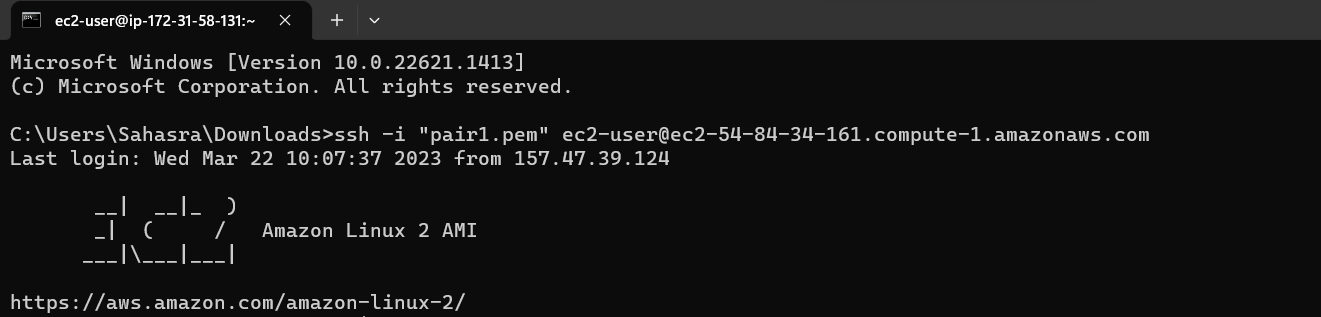 ec2-user@ip-172-31-58-131:~
Microsoft Windows [Version 10.0.22621.1413]
(c) Microsoft Corporation. All rights reserved.
C:\Users\Sahasra\Downloads>ssh -i "pair1.pem" ec2-user@ec2-54-84-34-161.compute-1.amazonaws.com
Last login: Wed Mar 22 10:07:37 2023 from 157.47.39.124
       __|  __|_  )
       _|  (     /   Amazon Linux 2 AMI
      ___|\___|___|
https://aws.amazon.com/amazon-linux-2/